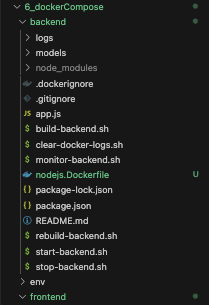 6_dockerCompose
backend
logs
models
node_modules
.dockerignore
.gitignore
app.js
build-backend.sh
clear-docker-logs.sh
monitor-backend.sh
nodejs.Dockerfile U
package-lock.json
package.json
README.md
rebuild-backend.sh
start-backend.sh
stop-backend.sh
env
frontend